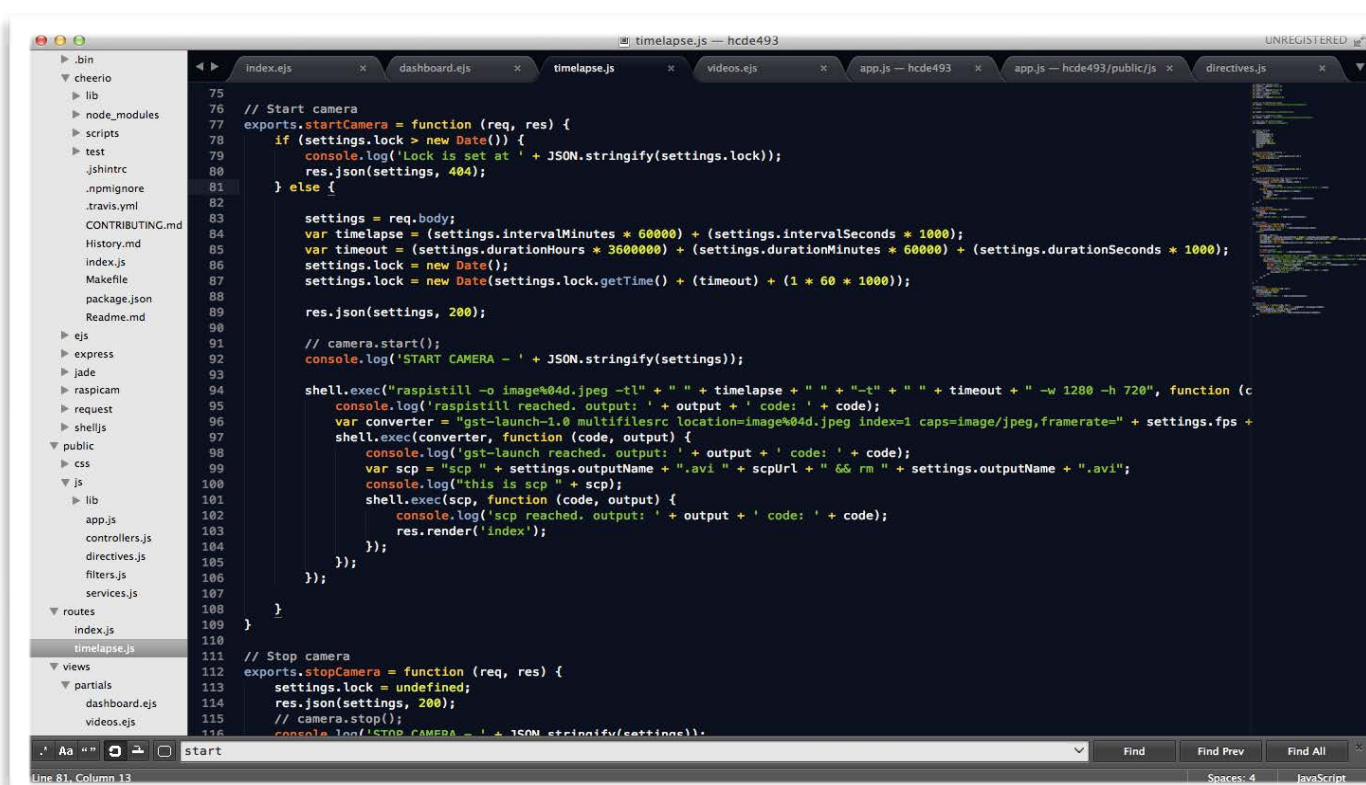 timelapse.js — hcde493
UNREGISTERED
.bin
cheerio
lib
node_modules
scripts
test
.jshintrc
.npmignore
.travis.yml
CONTRIBUTING.md
History.md
index.js
Makefile
package.json
Readme.md
ejs
express
jade
raspicam
request
shelljs
public
css
js
lib
app.js
controllers.js
directives.js
filters.js
services.js
routes
index.js
timelapse.js
views
partials
dashboard.ejs
videos.ejs
index.ejs × dashboard.ejs × timelapse.js × videos.ejs × app.js — hcde493 × app.js — hcde493/public/js × directives.js ×
75
76 // Start camera
77 exports.startCamera = function (req, res) {
78 if (settings.lock > new Date()) {
79 console.log('Lock is set at ' + JSON.stringify(settings.lock));
80 res.json(settings, 404);
81 } else {
82
83 settings = req.body;
84 var timelapse = (settings.intervalMinutes * 60000) + (settings.intervalSeconds * 1000);
85 var timeout = (settings.durationHours * 3600000) + (settings.durationMinutes * 60000) + (settings.durationSeconds * 1000);
86 settings.lock = new Date();
87 settings.lock = new Date(settings.lock.getTime() + (timeout) + (1 * 60 * 1000));
88
89 res.json(settings, 200);
90
91 // camera.start();
92 console.log('START CAMERA - ' + JSON.stringify(settings));
93
94 shell.exec("raspistill -o image%04d.jpeg -tl" + " " + timelapse + " " + "-t" + " " + timeout + " -w 1280 -h 720", function (c
95 console.log('raspistill reached. output: ' + output + ' code: ' + code);
96 var converter = "gst-launch-1.0 multifilesrc location=image%04d.jpeg index=1 caps=image/jpeg,framerate=" + settings.fps +
97 shell.exec(converter, function (code, output) {
98 console.log('gst-launch reached. output: ' + output + ' code: ' + code);
99 var scp = "scp " + settings.outputName + ".avi " + scpUrl + " && rm " + settings.outputName + ".avi";
100 console.log("this is scp " + scp);
101 shell.exec(scp, function (code, output) {
102 console.log('scp reached. output: ' + output + ' code: ' + code);
103 res.render('index');
104 });
105 });
106 });
107
108 }
109 }
110
111 // Stop camera
112 exports.stopCamera = function (req, res) {
113 settings.lock = undefined;
114 res.json(settings, 200);
115 // camera.stop();
116 console.log('STOP CAMERA - ' + JSON.stringify(settings));
.* Aa “” start Find Find Prev Find All ×
Line 81, Column 13 Spaces: 4 JavaScript